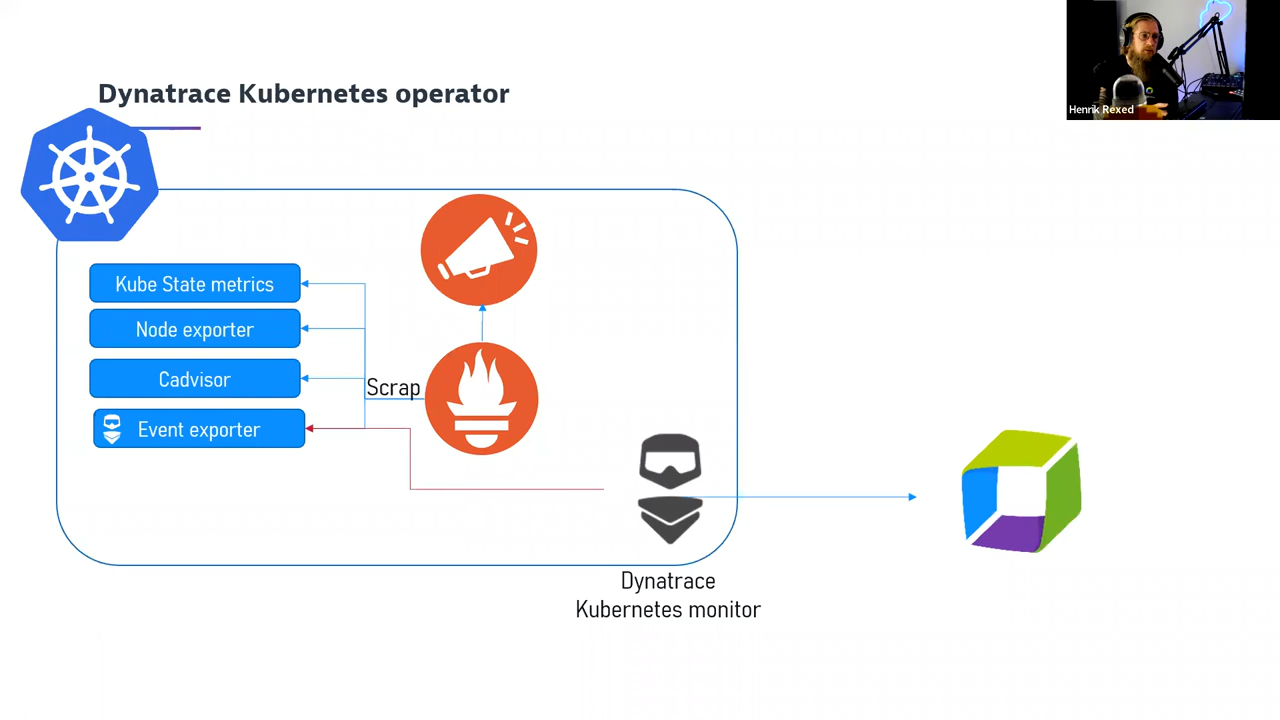 Henrik Rexed
Dynatrace Kubernetes operator
Kube State metrics
Node exporter
Cadvisor
Scrap
Event exporter
Dynatrace
Kubernetes monitor